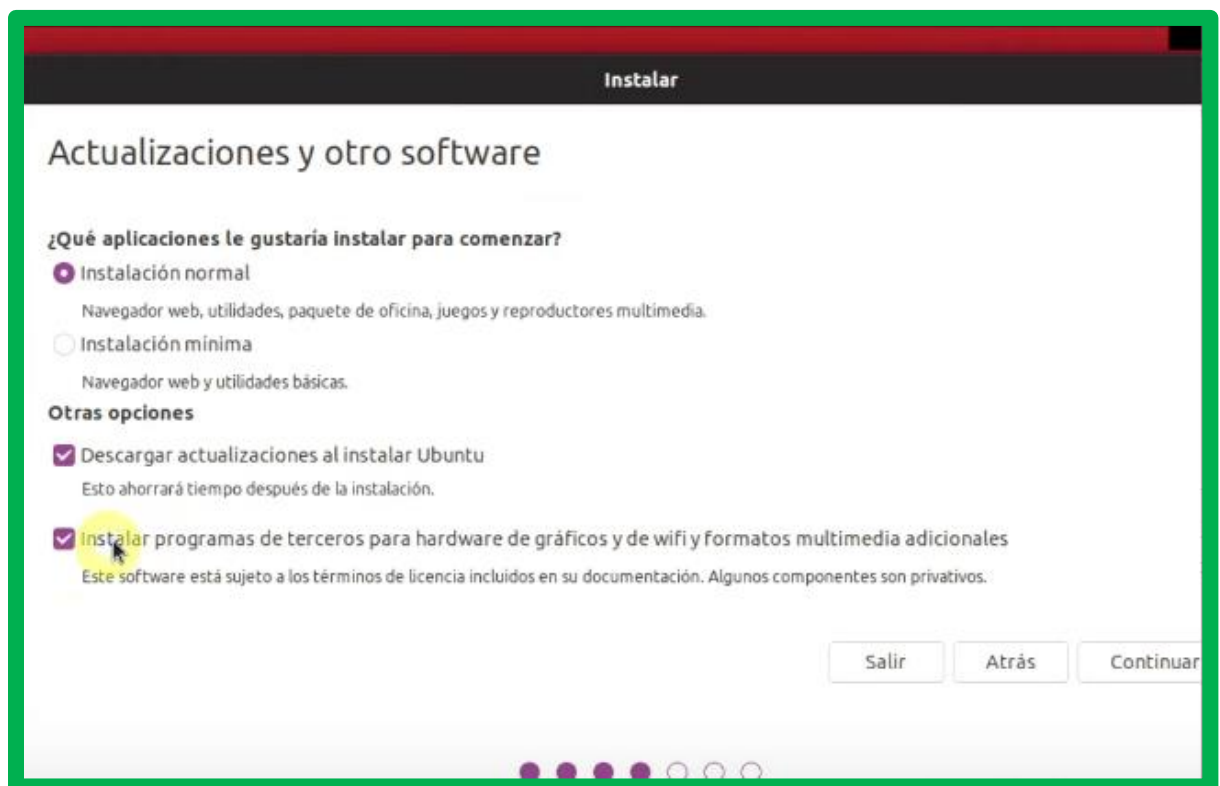 Instalar
Actualizaciones y otro software
¿Qué aplicaciones le gustaría instalar para comenzar?
Instalación normal
Navegador web, utilidades, paquete de oficina, juegos y reproductores multimedia.
Instalación mínima
Navegador web y utilidades básicas.
Otras opciones
Descargar actualizaciones al instalar Ubuntu
Esto ahorrará tiempo después de la instalación.
Instalar programas de terceros para hardware de gráficos y de wifi y formatos multimedia adicionales
Este software está sujeto a los términos de licencia incluidos en su documentación. Algunos componentes son privativos.
Salir Atrás Continuar